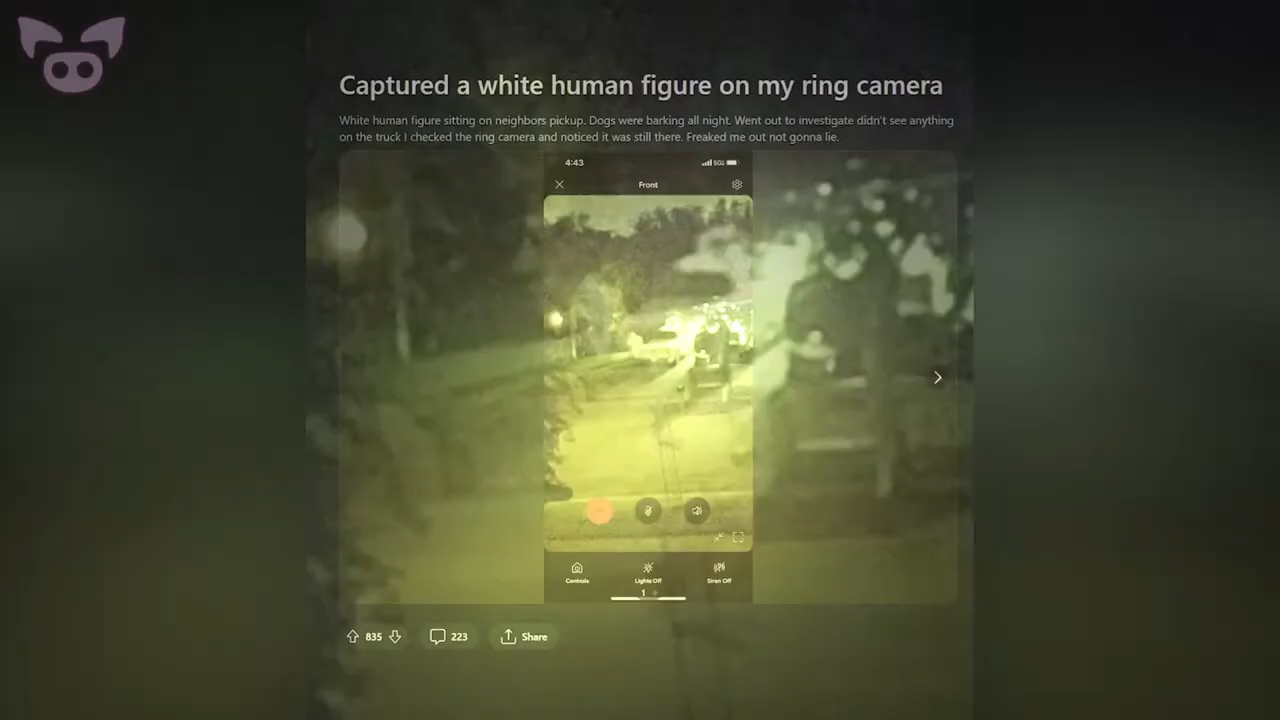 Captured a white human figure on my ring camera
White human figure sitting on neighbors pickup. Dogs were barking all night. Went out to investigate didn't see anything
on the truck I checked the ring camera and noticed it was still there. Freaked me out not gonna lie.
4:43 5G
Front
Controls Lights Off Siren Off
1
835 223 Share